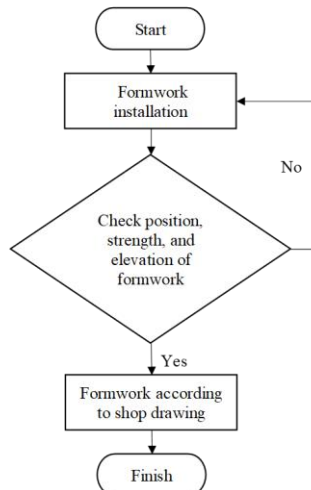 Start
Formwork
installation
No
Check position,
strength, and
elevation of
formwork
Yes
Formwork according
to shop drawing
Finish